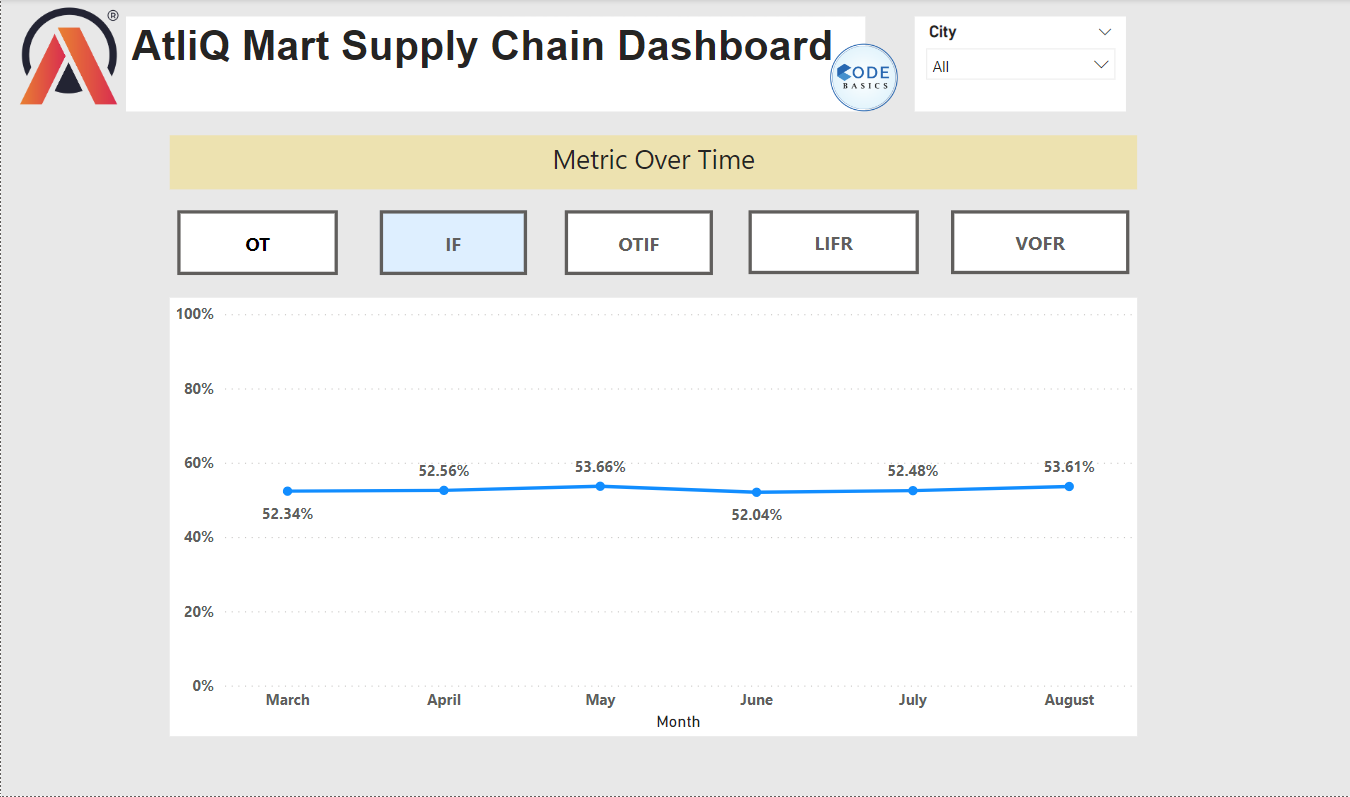 ®
AtliQ Mart Supply Chain Dashboard
CODE
BASICS
City
All
Metric Over Time
OT
IF
OTIF
LIFR
VOFR
100%
80%
60%
40%
20%
0%
52.34%
52.56%
53.66%
52.04%
52.48%
53.61%
March
April
May
June
July
August
Month